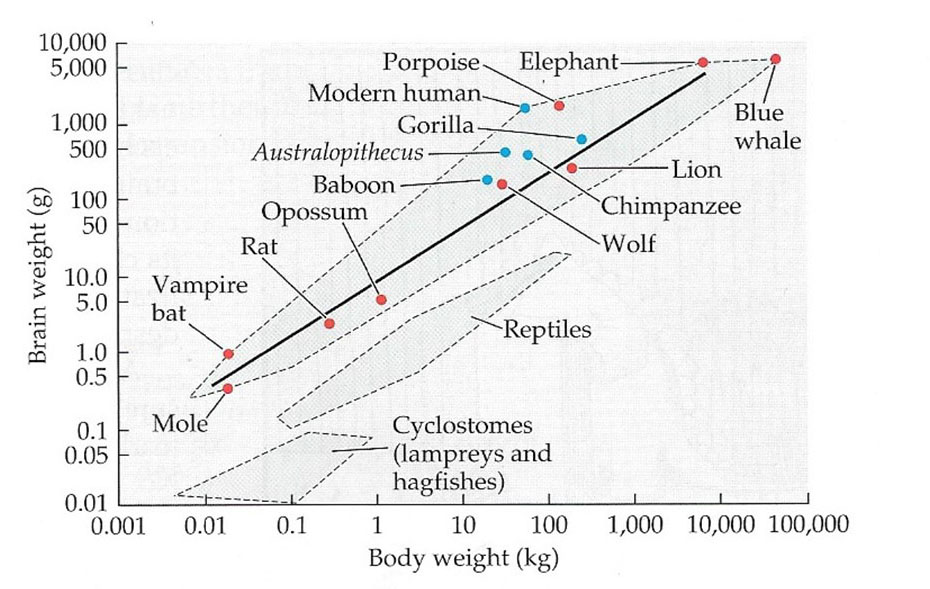 10,000
5,000
1,000
500
100
50
10.0
5.0
1.0
0.5
0.1
0.05
0.01
Brain weight (g)
Porpoise
Elephant
Modern human
Gorilla
Australopithecus
Baboon
Opossum
Rat
Vampire
bat
Mole
Blue
whale
Lion
Chimpanzee
Wolf
Reptiles
Cyclostomes
(lampreys and
hagfishes)
0.001 0.01 0.1 1 10 100 1,000 10,000 100,000
Body weight (kg)